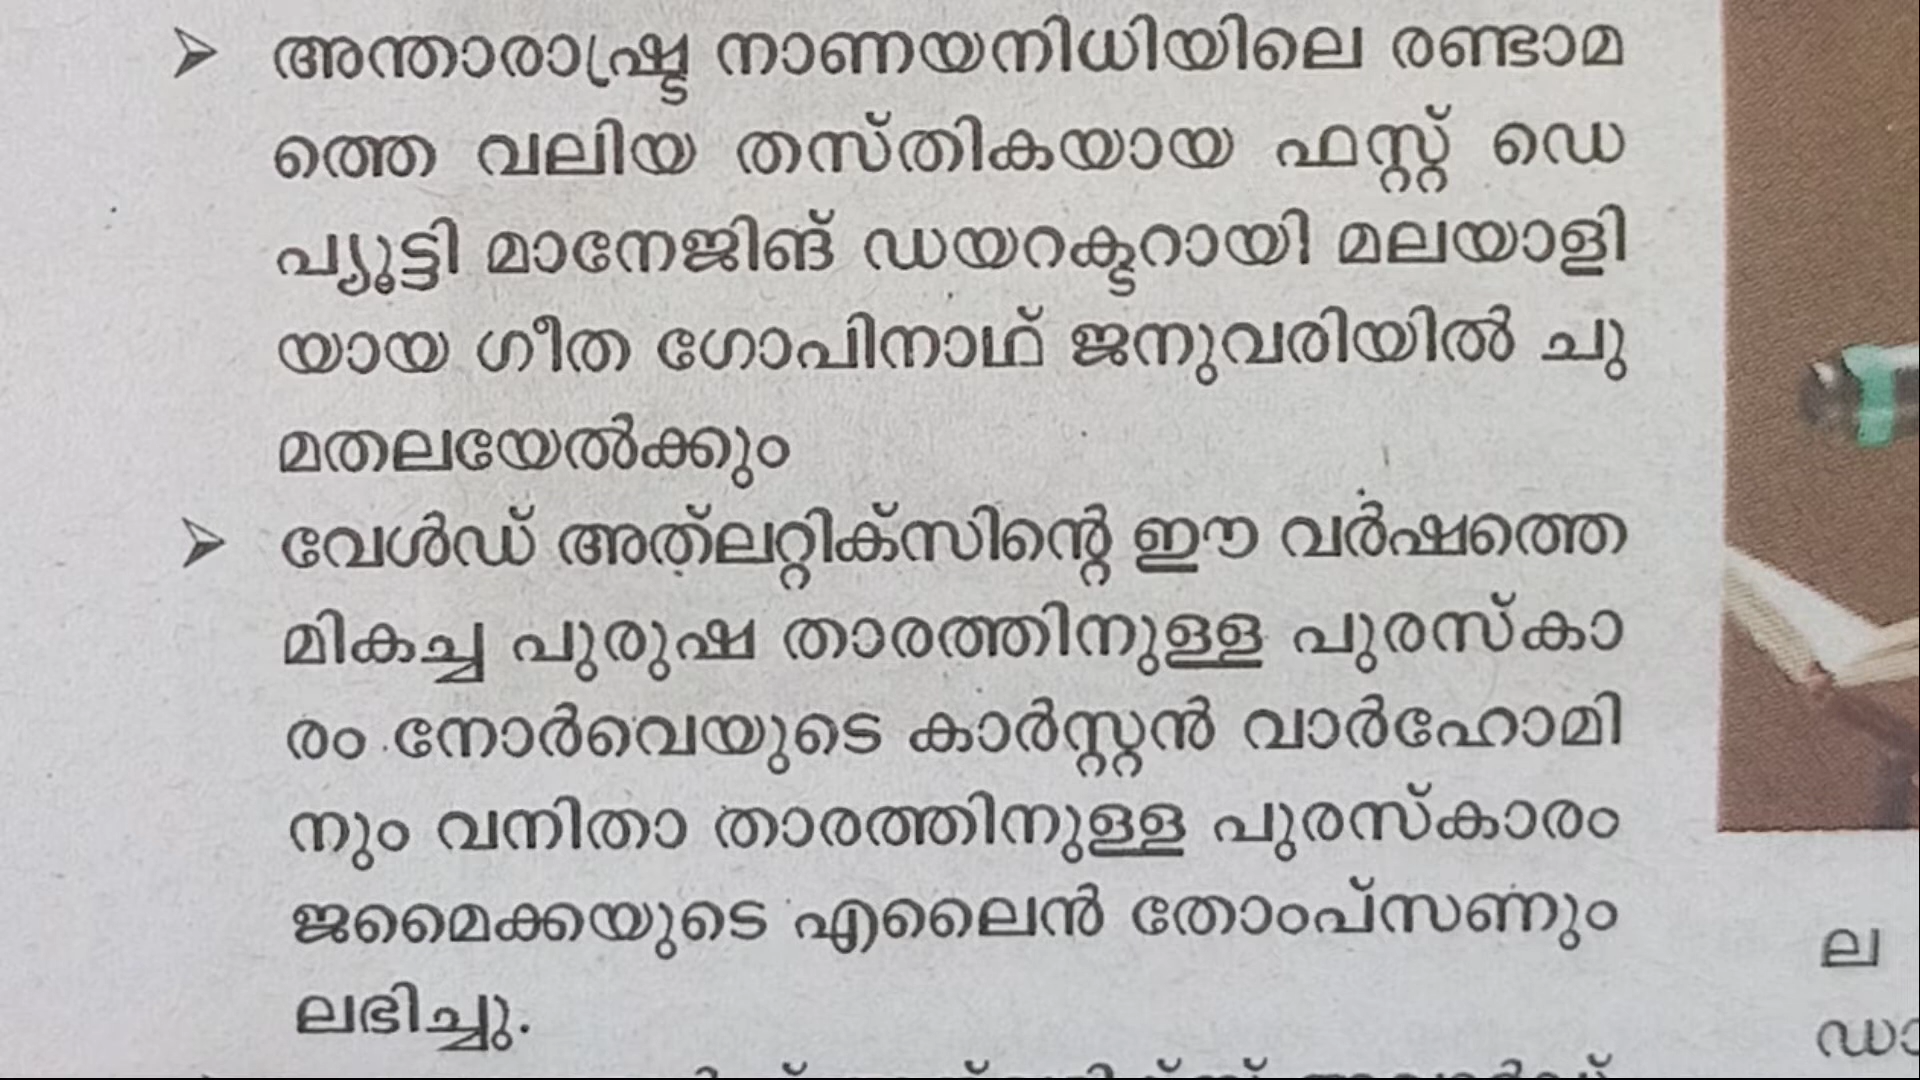 ➢ അന്താരാഷ്ട്ര നാണയനിധിയിലെ രണ്ടാമ
ത്തെ വലിയ തസ്തികയായ ഫസ്റ്റ് ഡെ
പ്യൂട്ടി മാനേജിങ് ഡയറക്ടറായി മലയാളി
യായ ഗീത ഗോപിനാഥ് ജനുവരിയിൽ ചു
മതലയേൽക്കും
➢ വേൾഡ് അത്‌ലറ്റിക്സിന്റെ ഈ വർഷത്തെ
മികച്ച പുരുഷ താരത്തിനുള്ള പുരസ്കാ
രം നോർവെയുടെ കാർസ്റ്റൻ വാർഹോമി
നും വനിതാ താരത്തിനുള്ള പുരസ്കാരം
ജമൈക്കയുടെ എലൈൻ തോംപ്സണും
ലഭിച്ചു.
ല
ഡാ